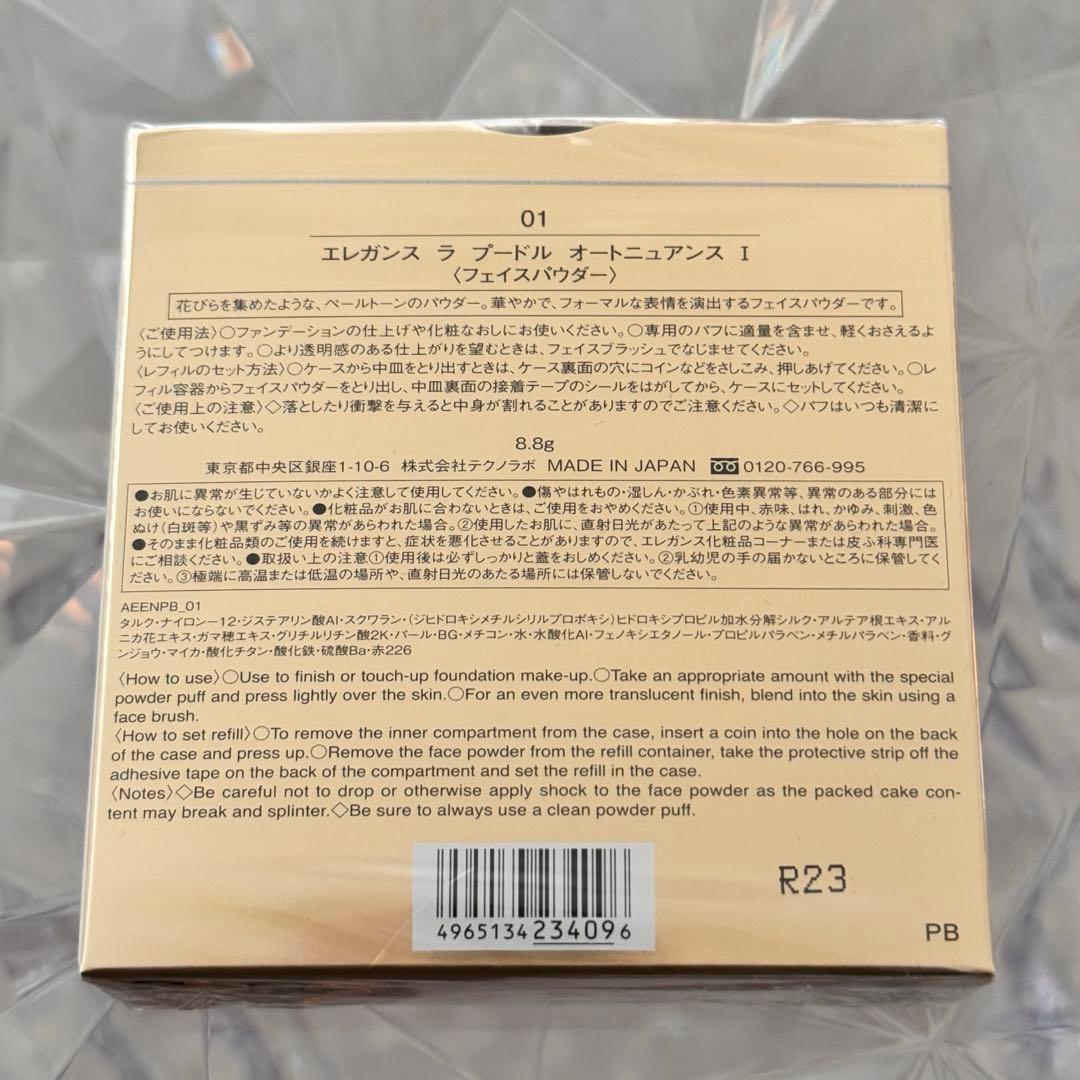 01
エレガンス ラ プードル オートニュアンス I
〈フェイスパウダー〉
花びらを集めたような、ペールトーンのパウダー。華やかで、フォーマルな表情を演出するフェイスパウダーです。
〈ご使用法〉○ファンデーションの仕上げや化粧なおしにお使いください。○専用のパフに適量を含ませ、軽くおさえるよ
うにしてつけます。○より透明感のある仕上がりを望むときは、フェイスブラッシュでなじませてください。
〈レフィルのセット方法〉○ケースから中皿をとり出すときは、ケース裏面の穴にコインなどをさしこみ、押しあげてください。○レ
フィル容器からフェイスパウダーをとり出し、中皿裏面の接着テープのシールをはがしてから、ケースにセットしてください。
〈ご使用上の注意〉◇落としたり衝撃を与えると中身が割れることがありますのでご注意ください。◇パフはいつも清潔に
してお使いください。
8.8g
東京都中央区銀座1-10-6 株式会社テクノラボ MADE IN JAPAN 0120-766-995
●お肌に異常が生じていないかよく注意して使用してください。●傷やはれもの・湿しん・かぶれ・色素異常等、異常のある部分には
お使いにならないでください。●化粧品がお肌に合わないときは、ご使用をおやめください。①使用中、赤味、はれ、かゆみ、刺激、色
ぬけ(白斑等)や黒ずみ等の異常があらわれた場合。②使用したお肌に、直射日光があたって上記のような異常があらわれた場合。
●そのまま化粧品類のご使用を続けますと、症状を悪化させることがありますので、エレガンス化粧品コーナーまたは皮ふ科専門医
にご相談ください。●取扱い上の注意①使用後は必ずしっかりと蓋をおしめください。②乳幼児の手の届かないところに保管してく
ださい。③極端に高温または低温の場所や、直射日光のあたる場所には保管しないでください。
AEENPB_01
タルク・ナイロン-12・ジステアリン酸Al・スクワラン・(ジヒドロキシメチルシリルプロポキシ)ヒドロキシプロピル加水分解シルク・アルテア根エキス・アル
ニカ花エキス・ガマ穂エキス・グリチルリチン酸2K・パール・BG・メチコン・水・水酸化Al・フェノキシエタノール・プロピルパラベン・メチルパラベン・香料・グ
ンジョウ・マイカ・酸化チタン・酸化鉄・硫酸Ba・赤226
〈How to use〉○Use to finish or touch-up foundation make-up.○Take an appropriate amount with the special
powder puff and press lightly over the skin.○For an even more translucent finish, blend into the skin using a
face brush.
〈How to set refill〉○To remove the inner compartment from the case, insert a coin into the hole on the back
of the case and press up.○Remove the face powder from the refill container, take the protective strip off the
adhesive tape on the back of the compartment and set the refill in the case.
〈Notes〉◇Be careful not to drop or otherwise apply shock to the face powder as the packed cake con-
tent may break and splinter.◇Be sure to always use a clean powder puff.
R23
4965134234096
PB